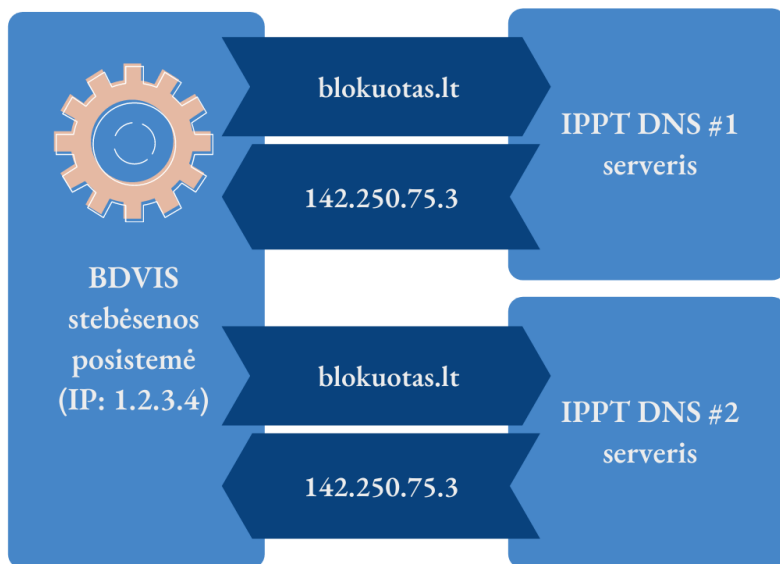 BDVIS
stebėsenos
posistemė
(IP: 1.2.3.4)
blokuotas.lt
142.250.75.3
IPPT DNS #1
serveris
blokuotas.lt
142.250.75.3
IPPT DNS #2
serveris